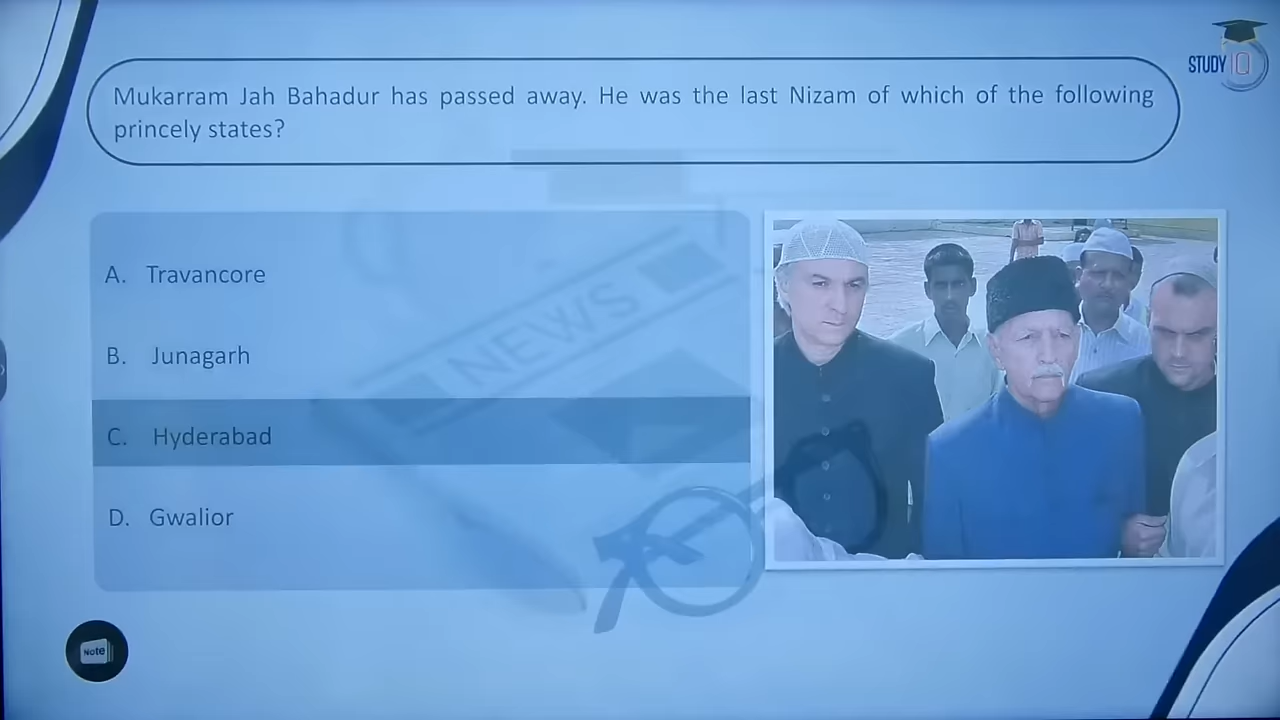 STUDY IQ
Mukarram Jah Bahadur has passed away. He was the last Nizam of which of the following
princely states?
A. Travancore
B. Junagarh
C. Hyderabad
D. Gwalior
NEWS
Note